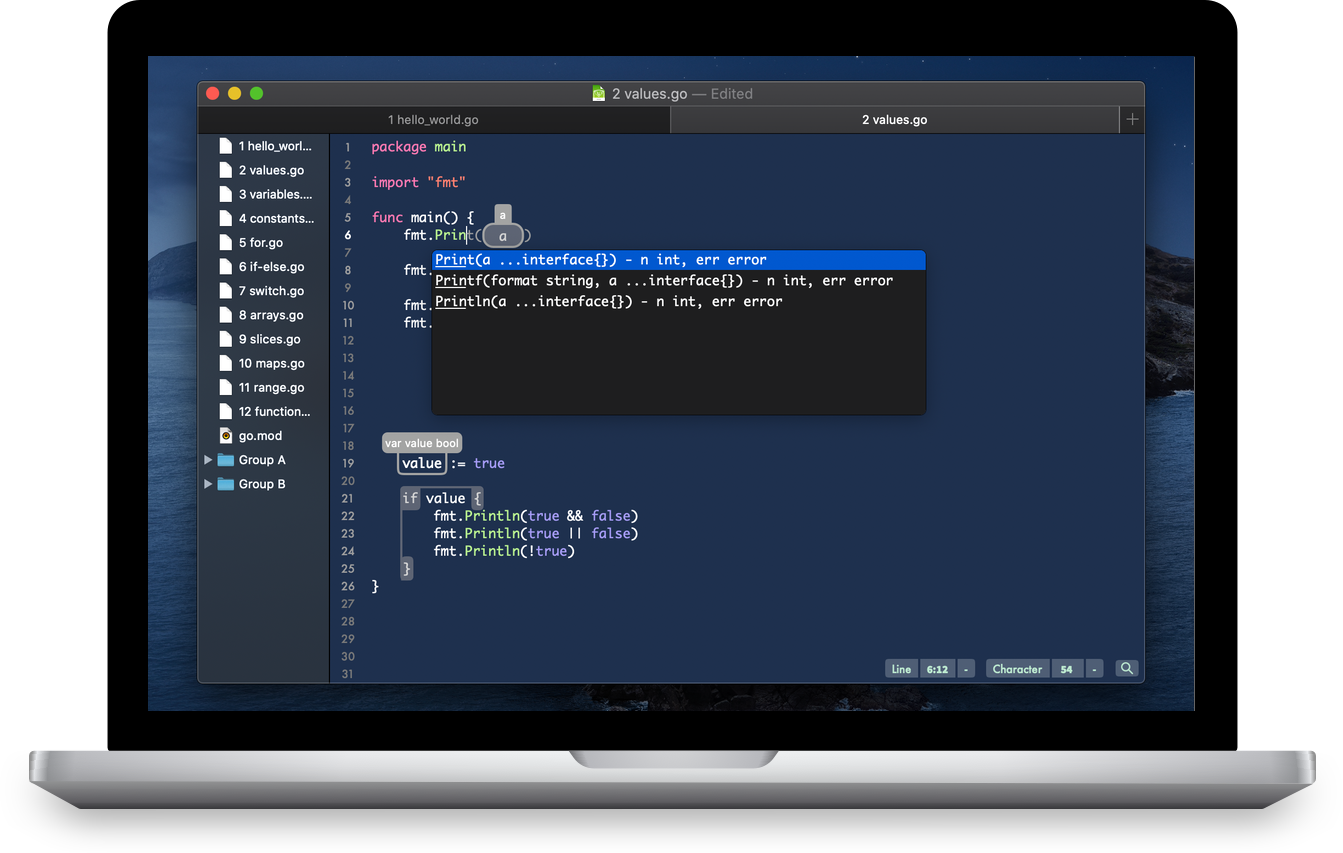 2 values.go — Edited
1 hello_world.go
2 values.go
1 hello_worl...
2 values.go
3 variables....
4 constants...
5 for.go
6 if-else.go
7 switch.go
8 arrays.go
9 slices.go
10 maps.go
11 range.go
12 function...
go.mod
Group A
Group B
1 package main
2
3 import "fmt"
4
5 func main() {
a
6 fmt.Print(a)
7
8 fmt.
9
10 fmt.
11 fmt.
12
13
14
15
16
17
18
Print(a ...interface{}) - n int, err error
Printf(format string, a ...interface{}) - n int, err error
Println(a ...interface{}) - n int, err error
var value bool
19 value := true
20
21 if value {
22 fmt.Println(true && false)
23 fmt.Println(true || false)
24 fmt.Println(!true)
25 }
26 }
27
28
29
30
31
Line 6:12 -
Character 54 -